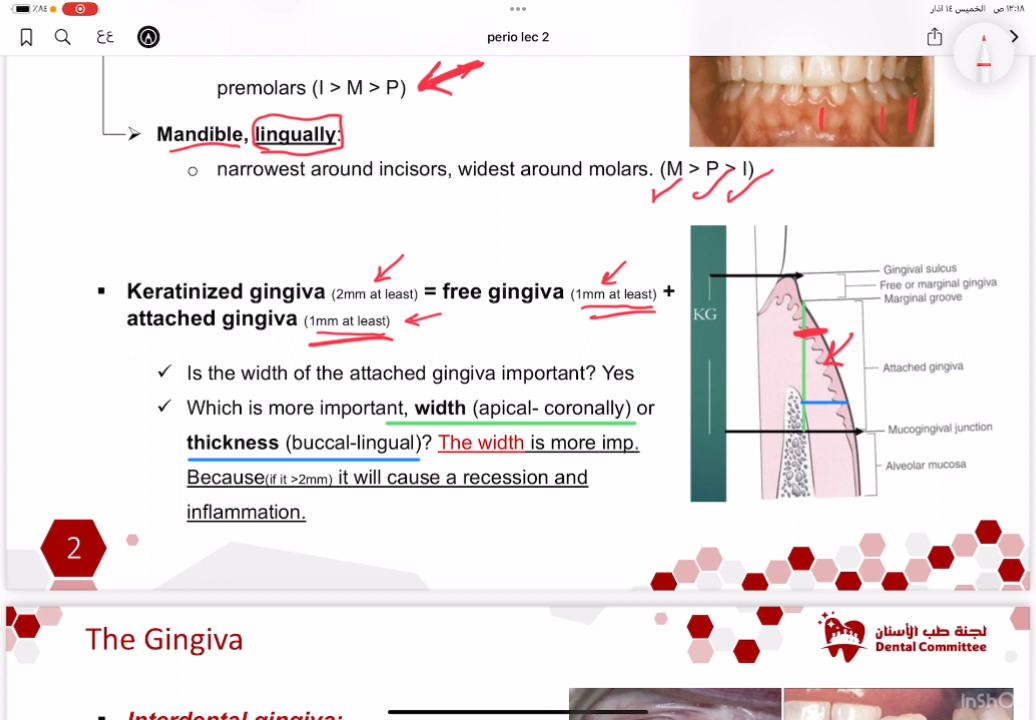 ٪٨٤
١٢:١٨ ص الخميس ١٤ آذار
perio lec 2
premolars (I > M > P)
➢ Mandible, lingually:
o narrowest around incisors, widest around molars. (M > P > I)
▪ Keratinized gingiva (2mm at least) = free gingiva (1mm at least) +
attached gingiva (1mm at least)
✓ Is the width of the attached gingiva important? Yes
✓ Which is more important, width (apical- coronally) or
thickness (buccal-lingual)? The width is more imp.
Because(if it >2mm) it will cause a recession and
inflammation.
KG
Gingival sulcus
Free or marginal gingiva
Marginal groove
Attached gingiva
Mucogingival junction
Alveolar mucosa
2
The Gingiva
لجنة طب الأسنان
Dental Committee
▪ Interdental gingiva:
InShO